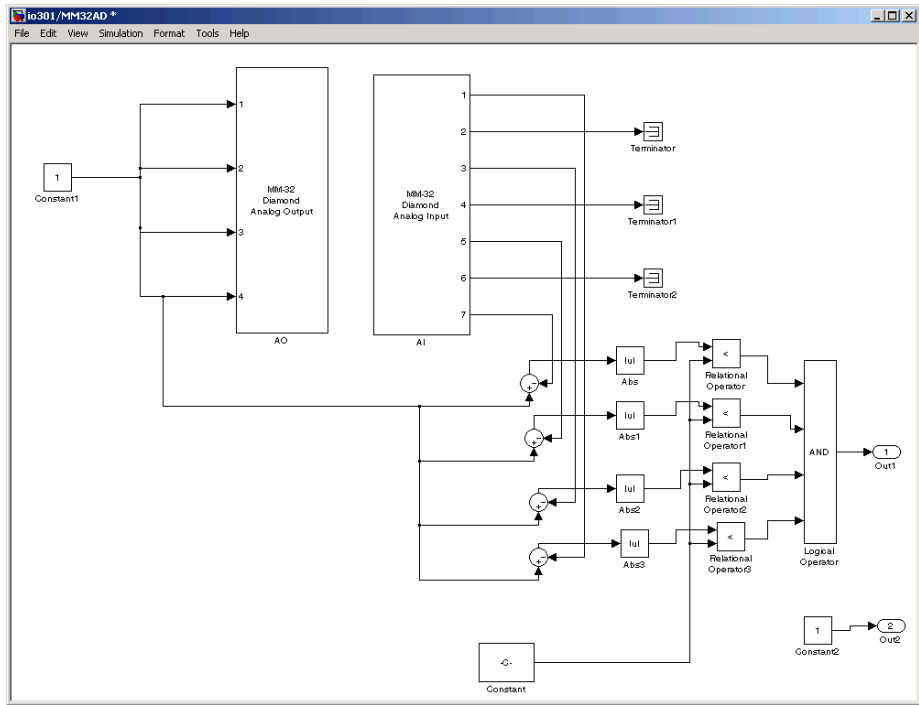 io301/MM32AD *
File Edit View Simulation Format Tools Help
1
Constant1
1
2
3
4
MM-32
Diamond
Analog Output
AO
MM-32
Diamond
Analog Input
1
2
3
4
5
6
7
AI
Terminator
Terminator1
Terminator2
+ -
+ -
+ -
+ -
|u|
Abs
|u|
Abs1
|u|
Abs2
|u|
Abs3
<
Relational
Operator
<
Relational
Operator1
<
Relational
Operator2
<
Relational
Operator3
AND
Logical
Operator
1
Out1
1
Constant2
2
Out2
-C-
Constant